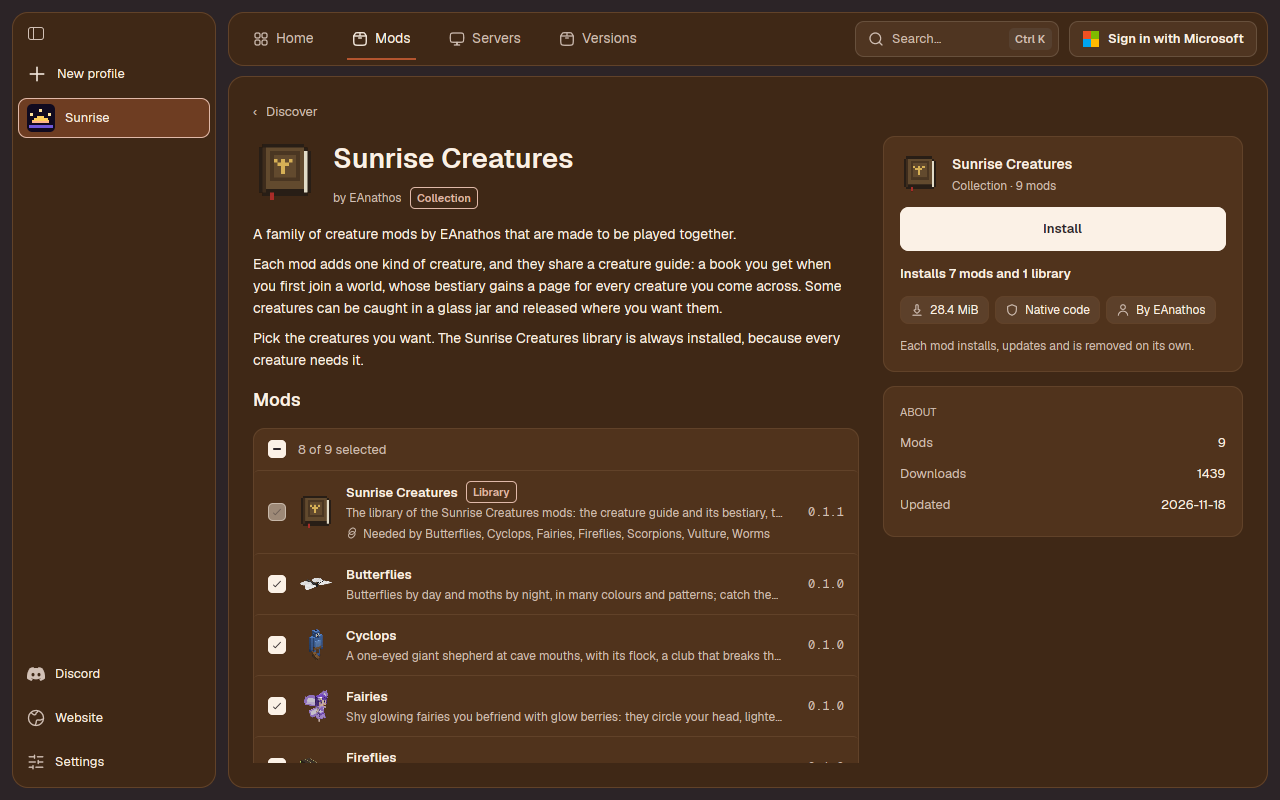 New profile
Sunrise
Discord
Website
Settings
Home
Mods
Servers
Versions
Search...
Ctrl K
Sign in with Microsoft
‹ Discover
Sunrise Creatures
by EAnathos
Collection
A family of creature mods by EAnathos that are made to be played together.
Each mod adds one kind of creature, and they share a creature guide: a book you get when
you first join a world, whose bestiary gains a page for every creature you come across. Some
creatures can be caught in a glass jar and released where you want them.
Pick the creatures you want. The Sunrise Creatures library is always installed, because every
creature needs it.
Mods
8 of 9 selected
Sunrise Creatures
Library
The library of the Sunrise Creatures mods: the creature guide and its bestiary, t...
Needed by Butterflies, Cyclops, Fairies, Fireflies, Scorpions, Vulture, Worms
0.1.1
Butterflies
Butterflies by day and moths by night, in many colours and patterns; catch the...
0.1.0
Cyclops
A one-eyed giant shepherd at cave mouths, with its flock, a club that breaks th...
0.1.0
Fairies
Shy glowing fairies you befriend with glow berries: they circle your head, lighte...
0.1.0
Fireflies
Sunrise Creatures
Collection · 9 mods
Install
Installs 7 mods and 1 library
28.4 MiB
Native code
By EAnathos
Each mod installs, updates and is removed on its own.
ABOUT
Mods
9
Downloads
1439
Updated
2026-11-18